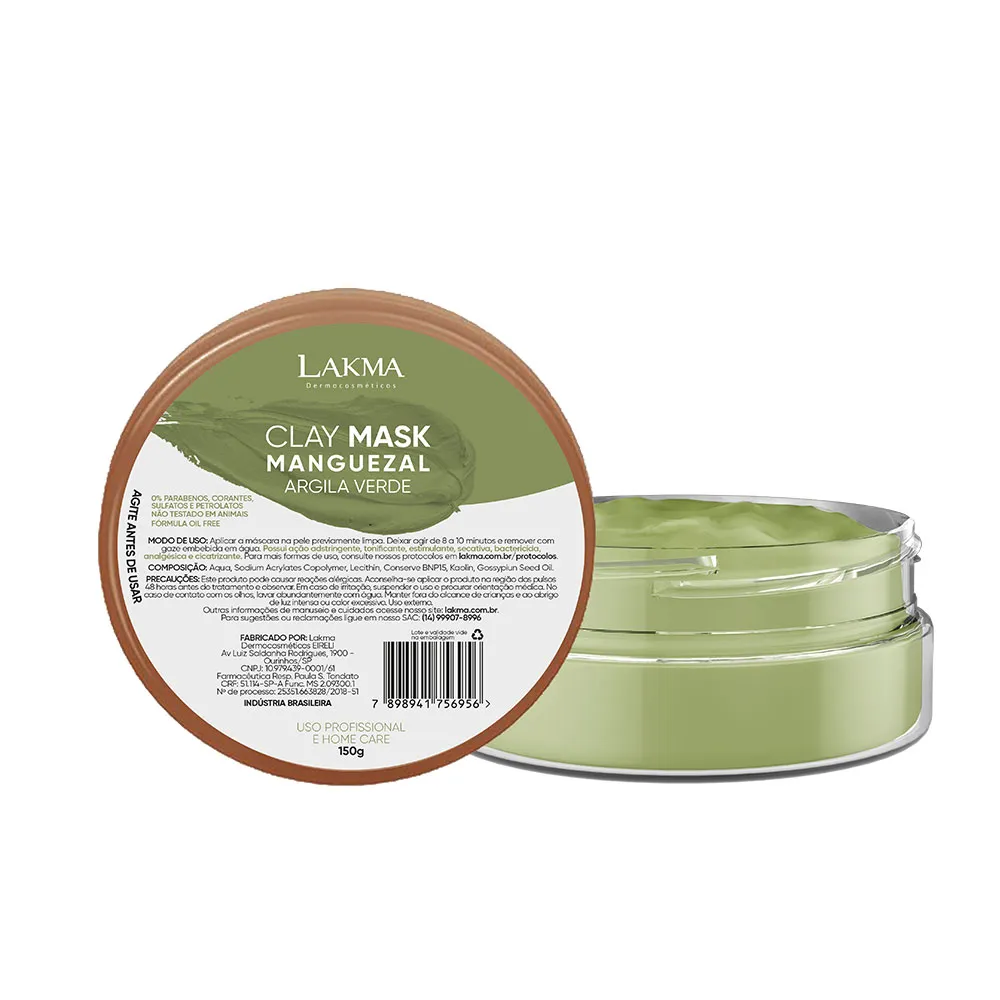 LAKMA
Dermocosméticos
CLAY MASK
MANGUEZAL
ARGILA VERDE
AGITE ANTES DE USAR
0% PARABENOS, CORANTES,
SULFATOS E PETROLATOS
NÃO TESTADO EM ANIMAIS
FÓRMULA OIL FREE
MODO DE USO: Aplicar a máscara na pele previamente limpa. Deixar agir de 8 a 10 minutos e remover com
gaze embebida em água. Possui ação adstringente, tonificante, estimulante, secativa, bactericida,
analgésica e cicatrizante. Para mais formas de uso, consulte nossos protocolos em lakma.com.br/protocolos.
COMPOSIÇÃO: Aqua, Sodium Acrylates Copolymer, Lecithin, Conserve BNP15, Kaolin, Gossypiun Seed Oil.
PRECAUÇÕES: Este produto pode causar reações alérgicas. Aconselha-se aplicar o produto na região dos pulsos
48 horas antes do tratamento e observar. Em caso de irritação, suspender o uso e procurar orientação médica. No
caso de contato com os olhos, lavar abundantemente com água. Manter fora do alcance de crianças e ao abrigo
de luz intensa ou calor excessivo. Uso externo.
Outras informações de manuseio e cuidados acesse nosso site: lakma.com.br.
Para sugestões ou reclamações ligue em nosso SAC: (14) 99907-8996
FABRICADO POR: Lakma
Dermocosméticos EIRELI
Av Luiz Saldanha Rodrigues, 1900 -
Ourinhos/SP
CNPJ: 10.979.439-0001/61
Farmacêutica Resp. Paula S. Tondato
CRF: 51.114-SP-A Func. MS 2.09300.1
Nº de processo: 25351.663828/2018-51
INDÚSTRIA BRASILEIRA
Lote e validade vide
na embalagem
7 898941 756956 >
USO PROFISSIONAL
E HOME CARE
150g